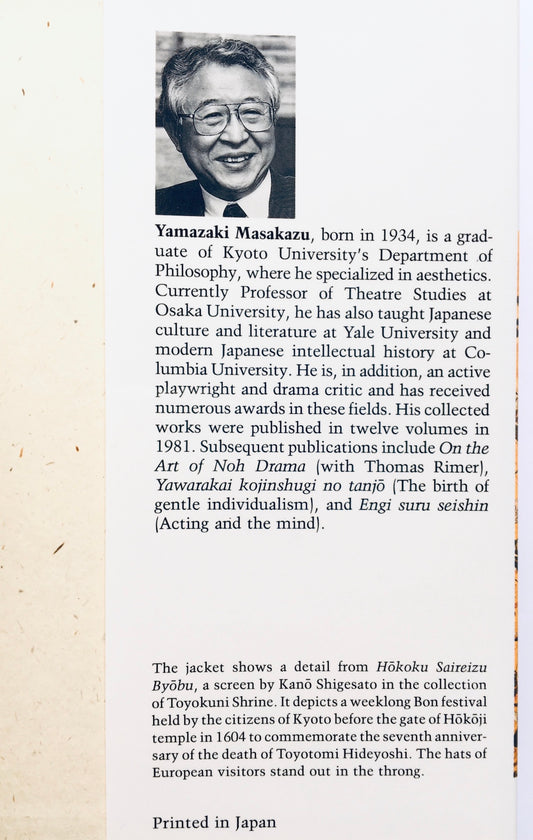 Yamazaki Masakazu, born in 1934, is a grad-
uate of Kyoto University's Department of
Philosophy, where he specialized in aesthetics.
Currently Professor of Theatre Studies at
Osaka University, he has also taught Japanese
culture and literature at Yale University and
modern Japanese intellectual history at Co-
lumbia University. He is, in addition, an active
playwright and drama critic and has received
numerous awards in these fields. His collected
works were published in twelve volumes in
1981. Subsequent publications include On the
Art of Noh Drama (with Thomas Rimer),
Yawarakai kojinshugi no tanjō (The birth of
gentle individualism), and Engi suru seishin
(Acting and the mind).
The jacket shows a detail from Hōkoku Saireizu
Byōbu, a screen by Kanō Shigesato in the collection
of Toyokuni Shrine. It depicts a weeklong Bon festival
held by the citizens of Kyoto before the gate of Hōkōji
temple in 1604 to commemorate the seventh anniver-
sary of the death of Toyotomi Hideyoshi. The hats of
European visitors stand out in the throng.
Printed in Japan